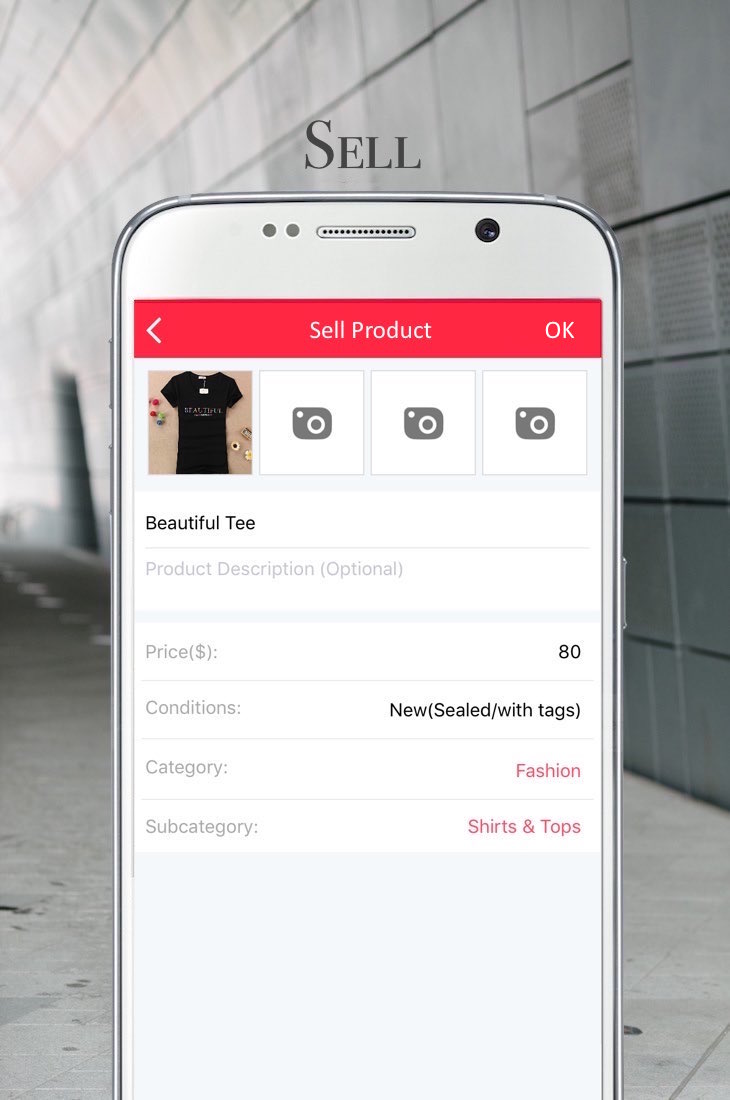 SELL
Sell Product OK
BEAUTIFUL
Beautiful Tee
Product Description (Optional)
Price($): 80
Conditions: New(Sealed/with tags)
Category: Fashion
Subcategory: Shirts & Tops